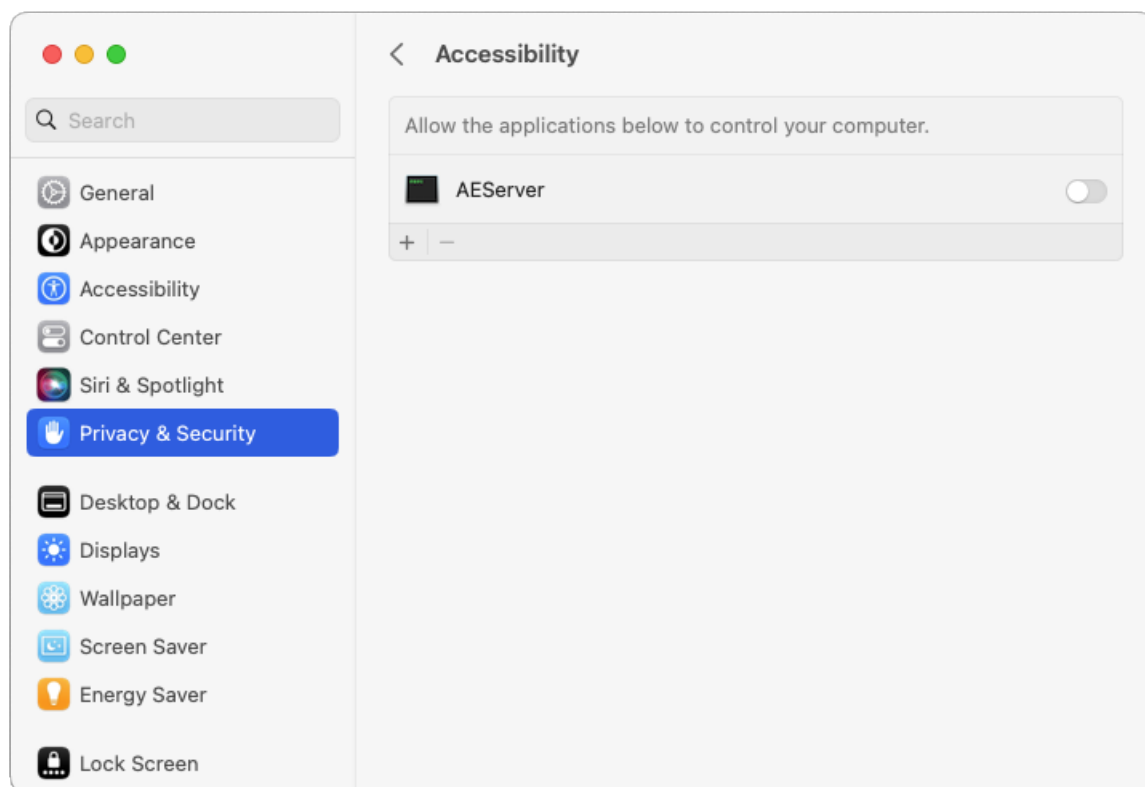 Accessibility
Search
Allow the applications below to control your computer.
AEServer
+ −
General
Appearance
Accessibility
Control Center
Siri & Spotlight
Privacy & Security
Desktop & Dock
Displays
Wallpaper
Screen Saver
Energy Saver
Lock Screen